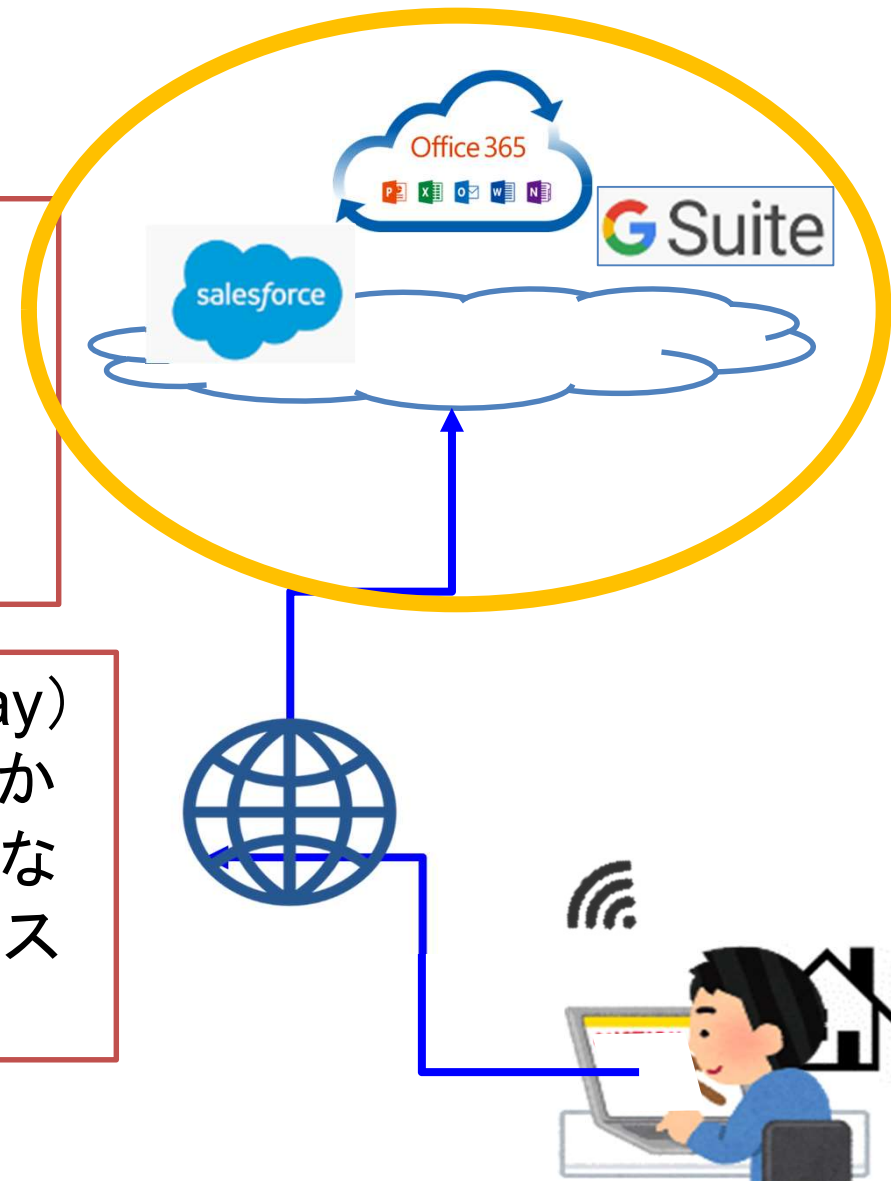 Office 365
P X O W N
salesforce
G Suite
ay）
か
な
ス